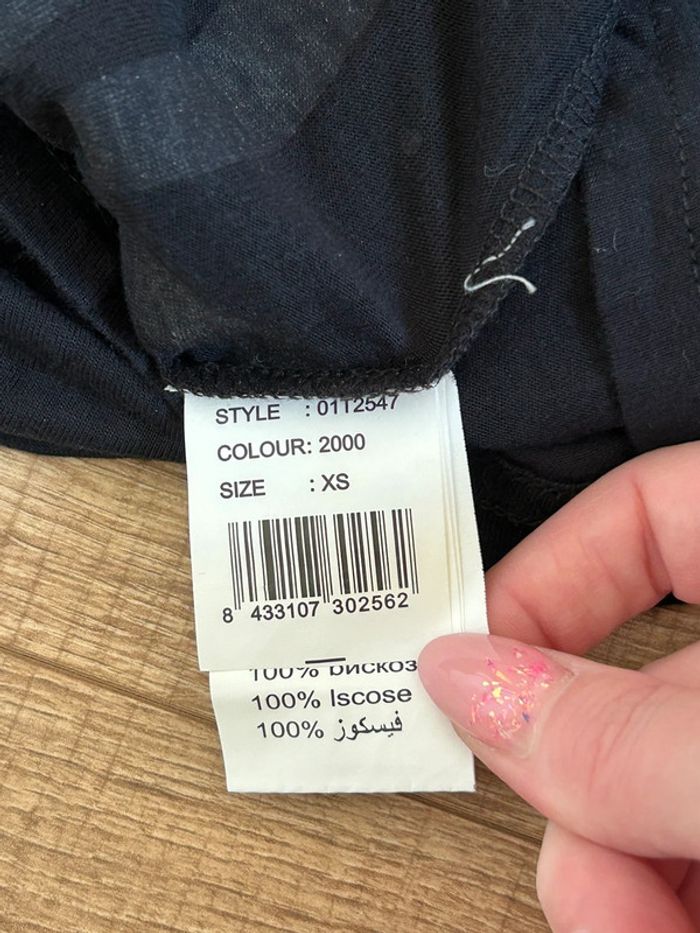 STYLE : 01T2547
COLOUR: 2000
SIZE : XS
8 433107 302562
100% вискоз
100% Iscose
100% فيسكوز